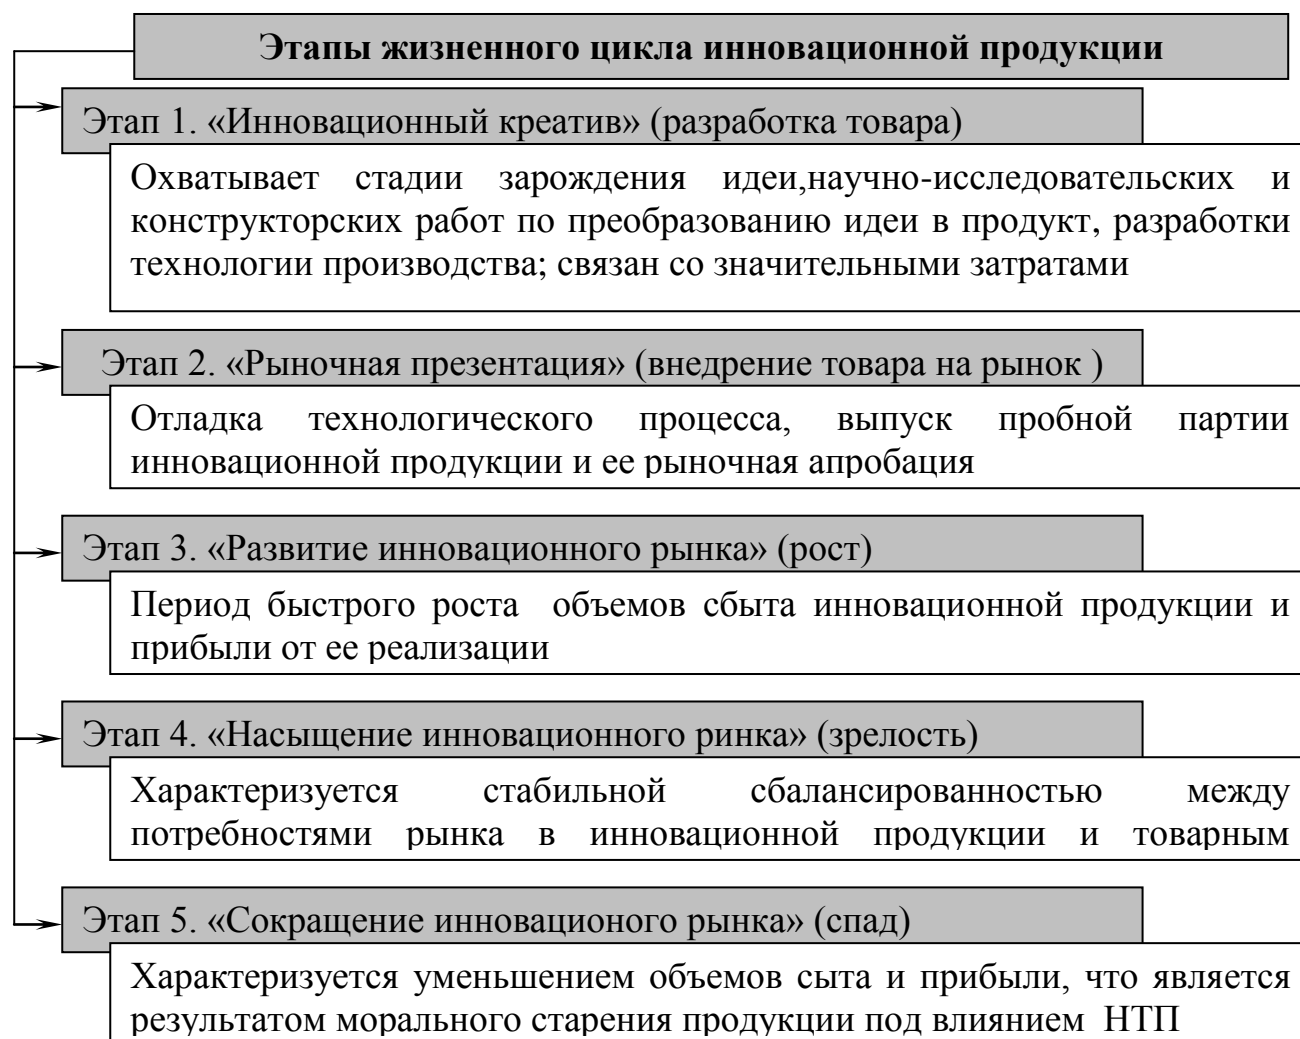 Этапы жизненного цикла инновационной продукции
Этап 1. «Инновационный креатив» (разработка товара)
Охватывает стадии зарождения идеи,научно-исследовательских и
конструкторских работ по преобразованию идеи в продукт, разработки
технологии производства; связан со значительными затратами
Этап 2. «Рыночная презентация» (внедрение товара на рынок )
Отладка технологического процесса, выпуск пробной партии
инновационной продукции и ее рыночная апробация
Этап 3. «Развитие инновационного рынка» (рост)
Период быстрого роста объемов сбыта инновационной продукции и
прибыли от ее реализации
Этап 4. «Насыщение инновационного ринка» (зрелость)
Характеризуется стабильной сбалансированностью между
потребностями рынка в инновационной продукции и товарным
Этап 5. «Сокращение инновационого рынка» (спад)
Характеризуется уменьшением объемов сыта и прибыли, что является
результатом морального старения продукции под влиянием НТП